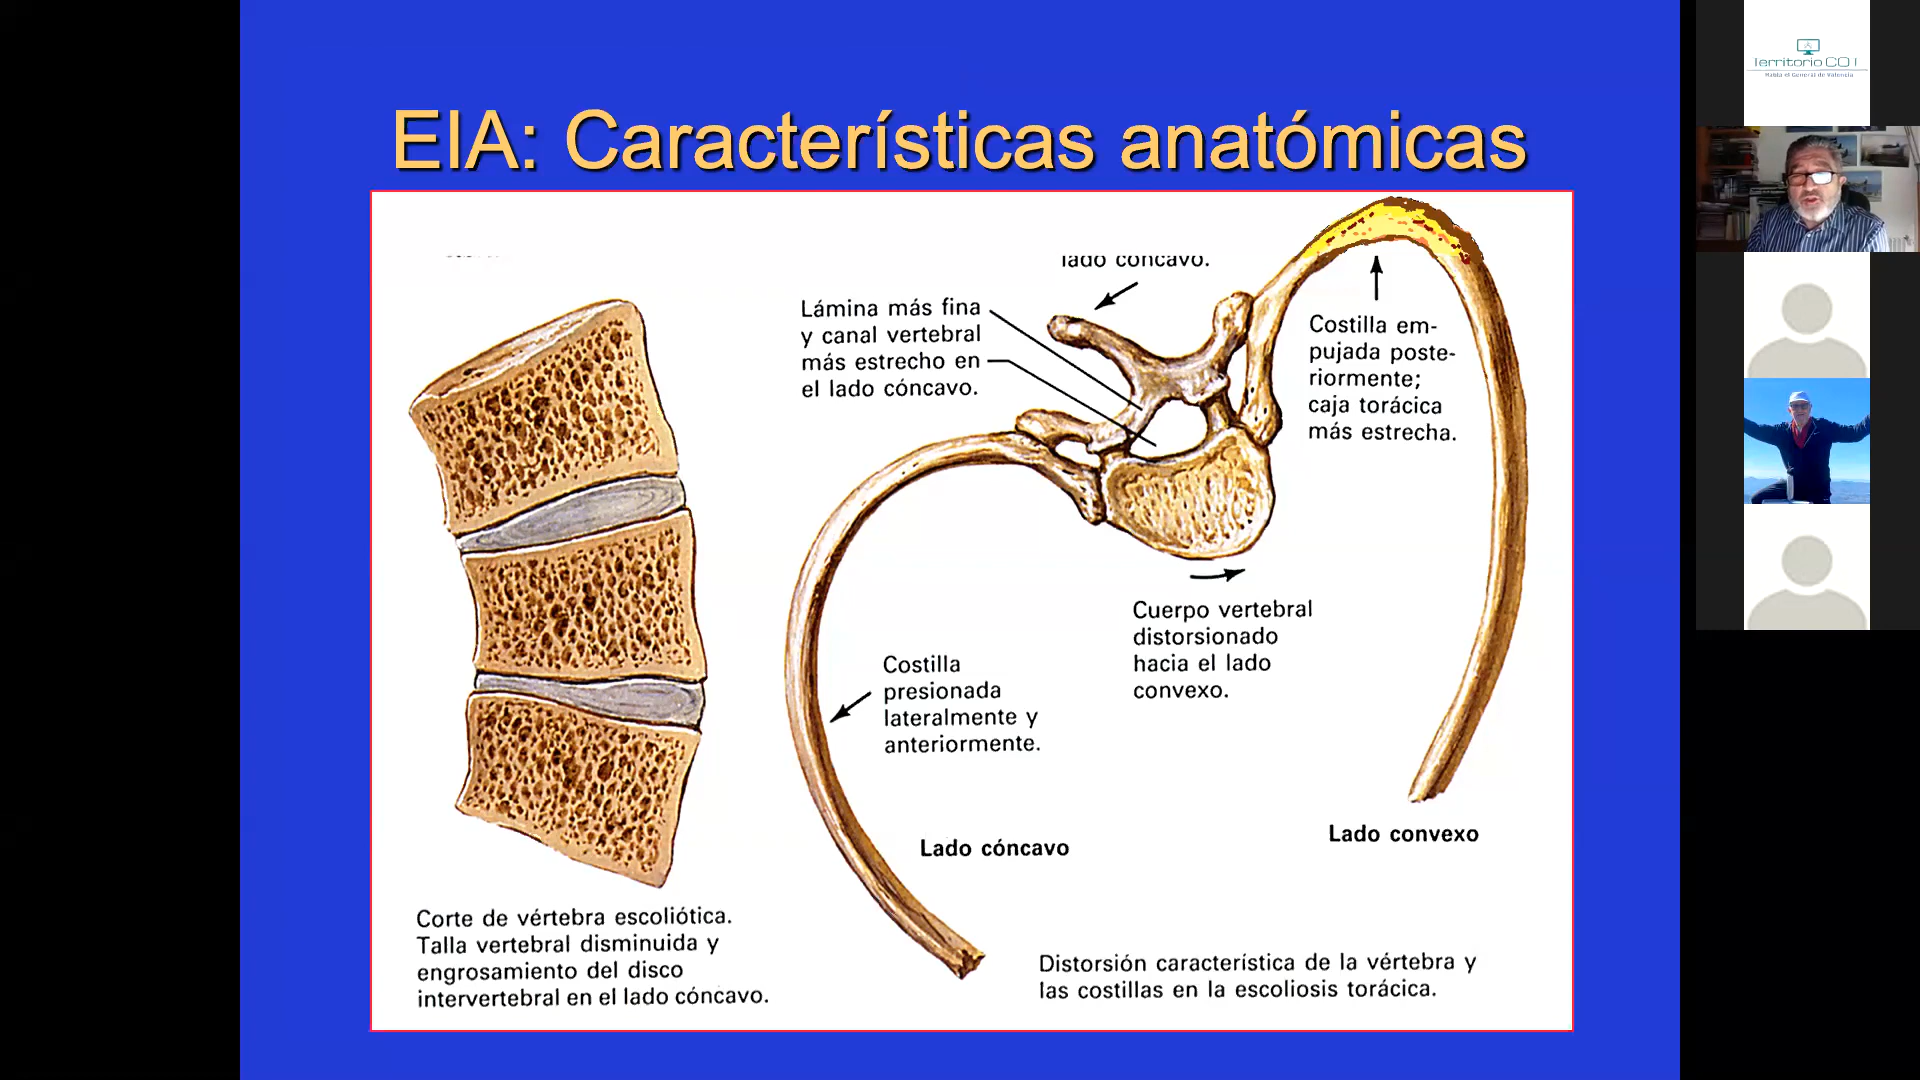 EIA: Características anatómicas
lado cóncavo.
Lámina más fina
y canal vertebral
más estrecho en
el lado cóncavo.
Costilla em-
pujada poste-
riormente;
caja torácica
más estrecha.
Cuerpo vertebral
distorsionado
hacia el lado
convexo.
Costilla
presionada
lateralmente y
anteriormente.
Lado cóncavo
Lado convexo
Corte de vértebra escoliótica.
Talla vertebral disminuida y
engrosamiento del disco
intervertebral en el lado cóncavo.
Distorsión característica de la vértebra y
las costillas en la escoliosis torácica.
Territorio CO